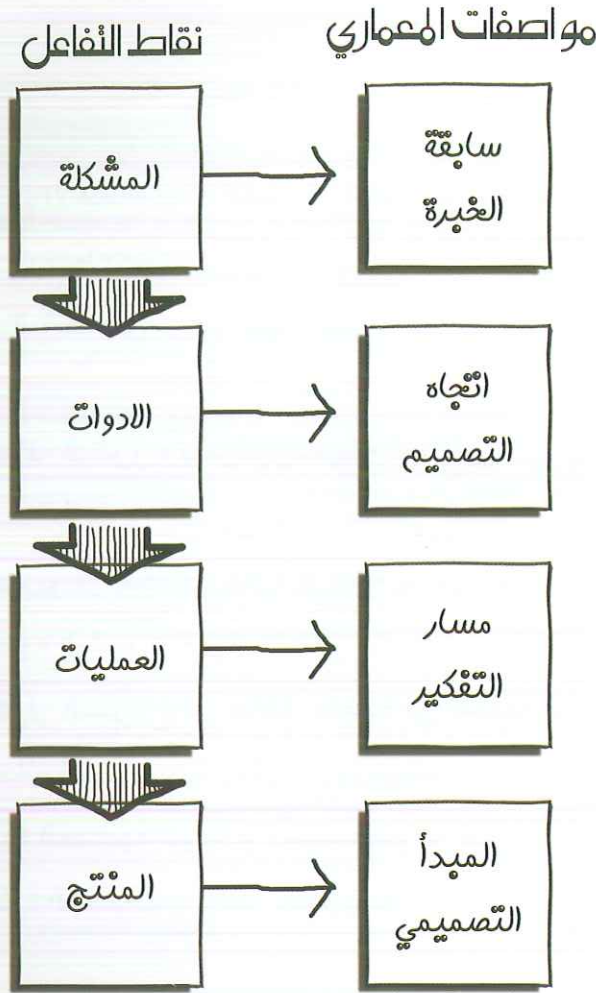 مواصفات المعماري
نقاط التفاعل
سابقة
الخبرة
المشكلة
اتجاه
التصميم
الادوات
مسار
التفكير
العمليات
المبدأ
التصميمي
المنتج